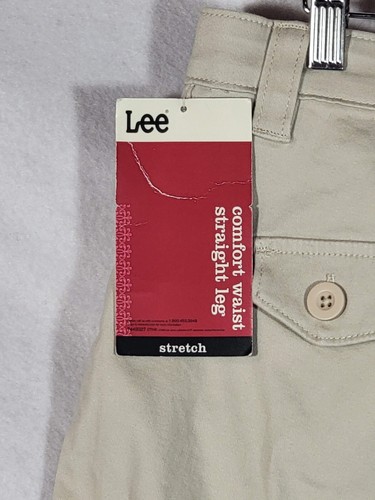 Lee
comfort waist
straight leg
stretch